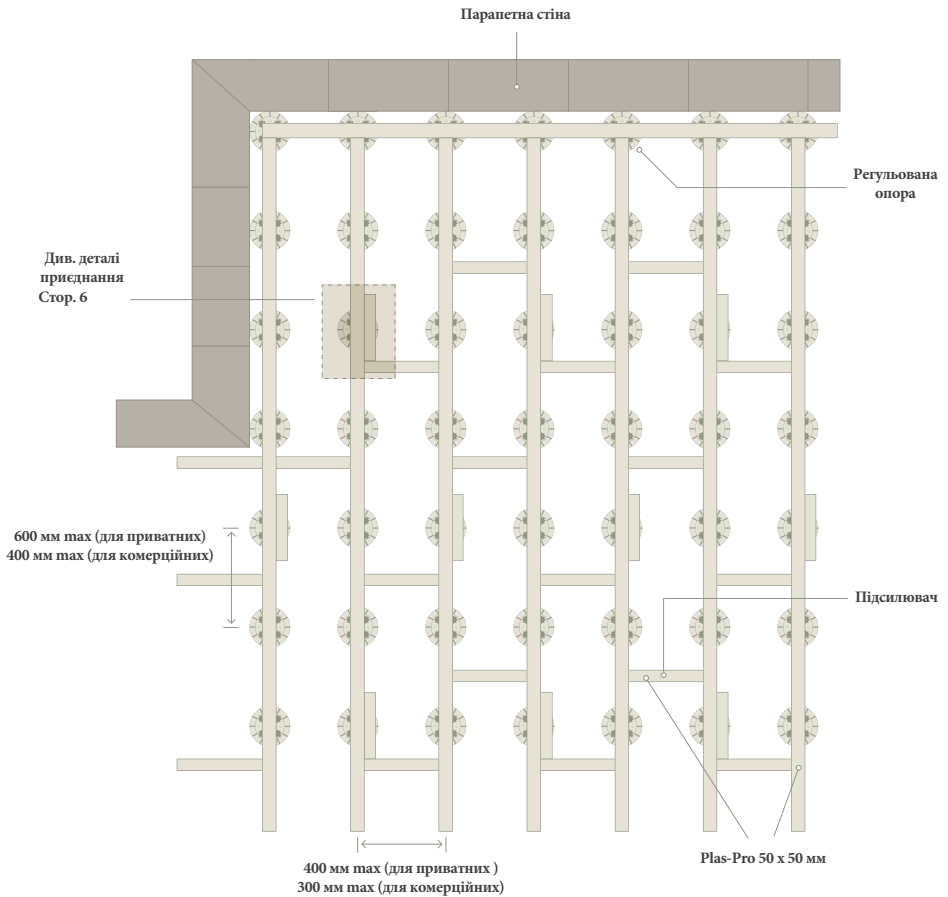 Парапетна стіна
Регульована
опора
Див. деталі
приєднання
Стор. 6
600 мм max (для приватних)
400 мм max (для комерційних)
Підсилювач
Plas-Pro 50 x 50 мм
400 мм max (для приватних )
300 мм max (для комерційних)